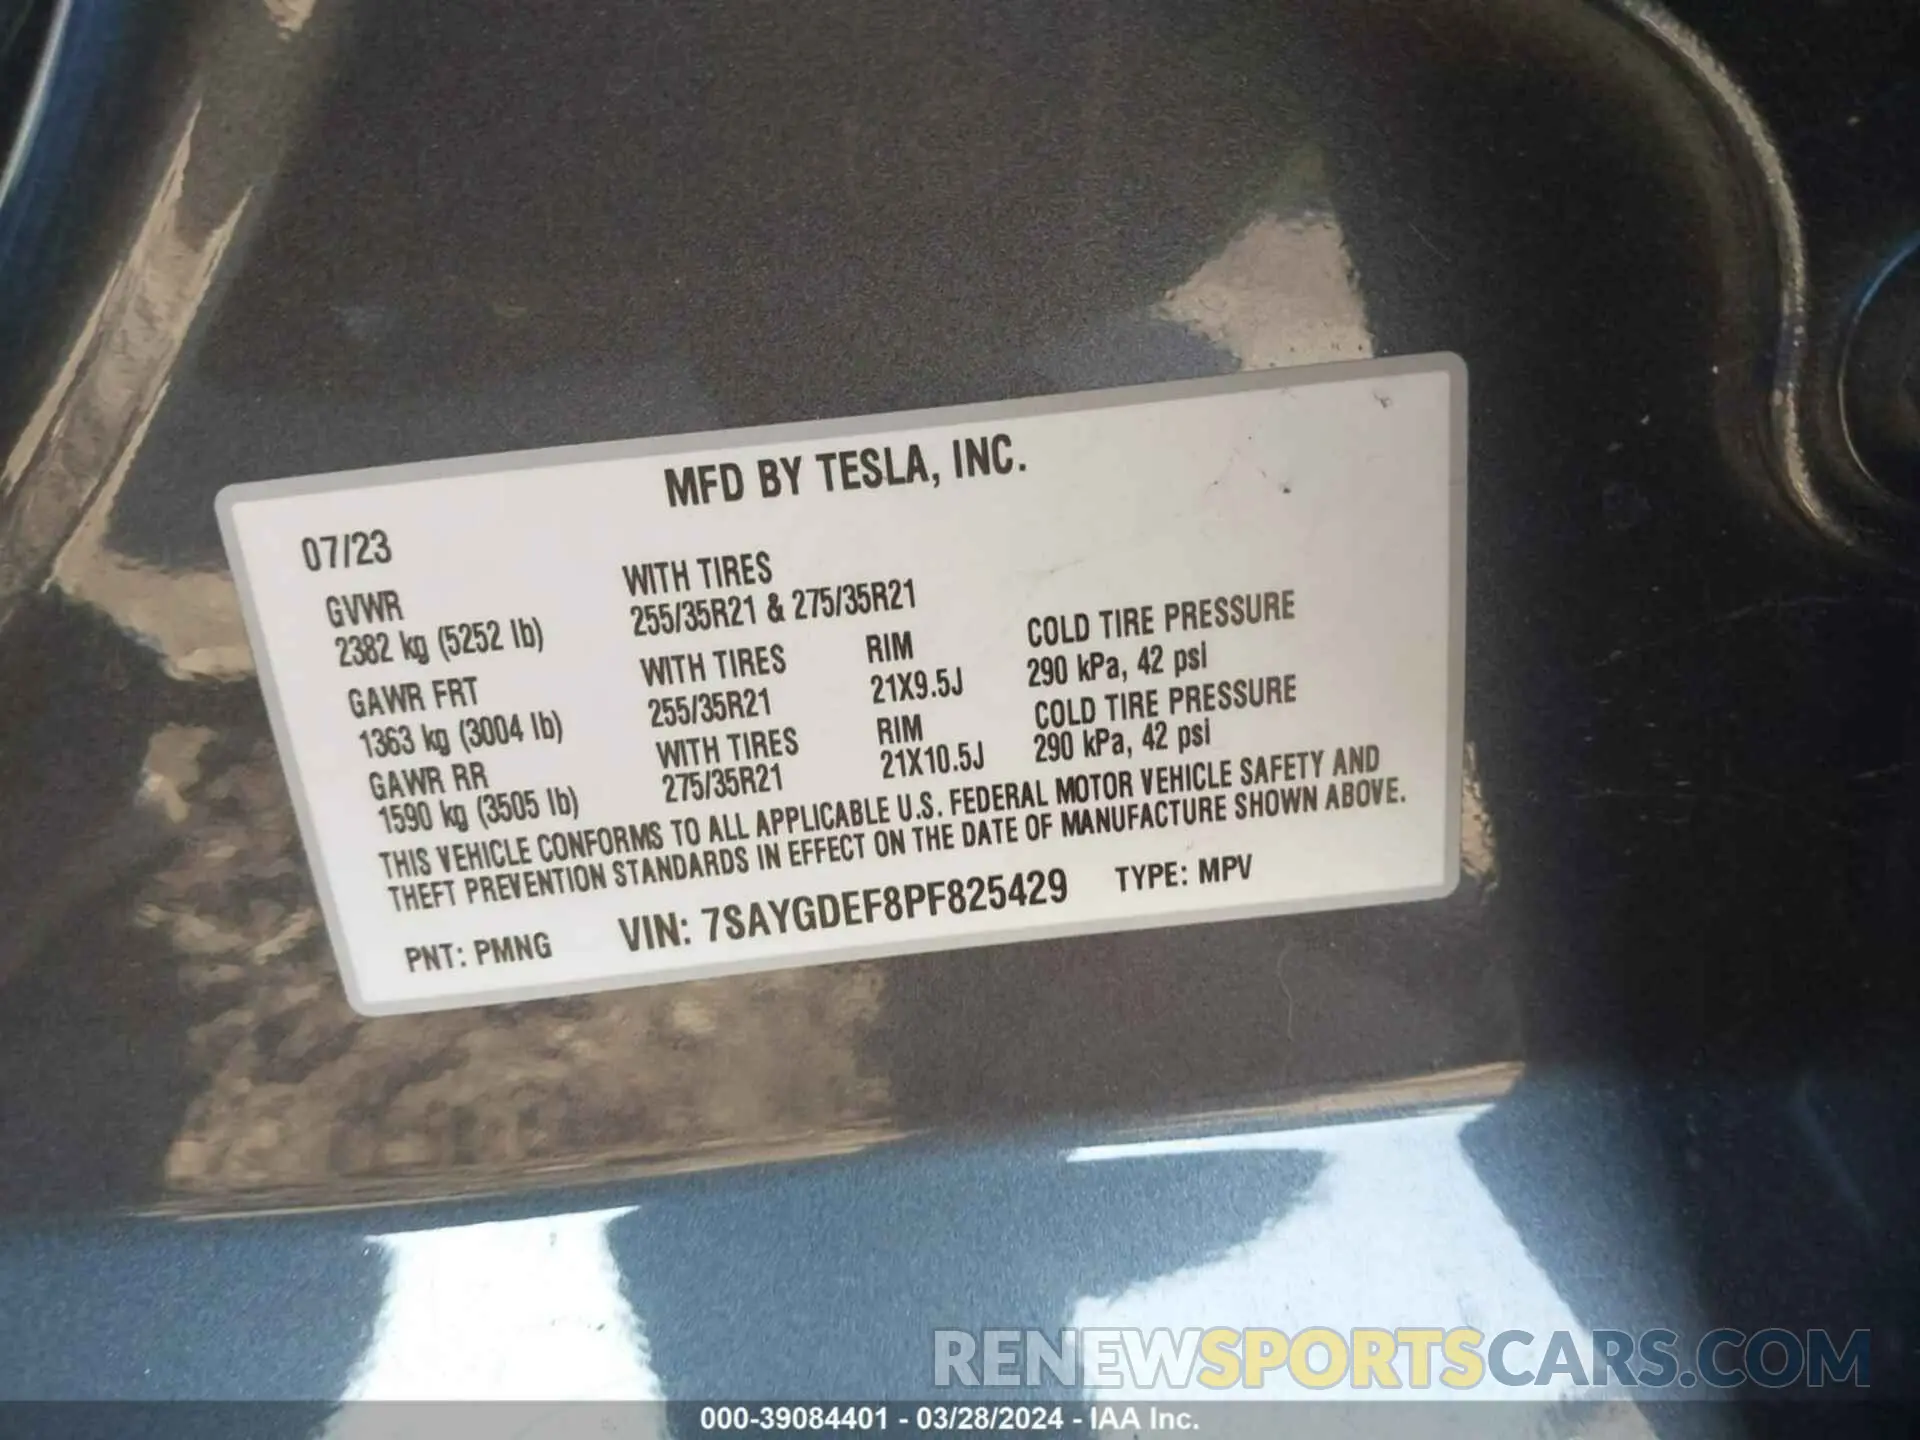 MFD BY TESLA, INC.
07/23
GVWR WITH TIRES
2382 kg (5252 lb) 255/35R21 & 275/35R21
GAWR FRT WITH TIRES RIM COLD TIRE PRESSURE
1363 kg (3004 lb) 255/35R21 21X9.5J 290 kPa, 42 psi
GAWR RR WITH TIRES RIM COLD TIRE PRESSURE
1590 kg (3505 lb) 275/35R21 21X10.5J 290 kPa, 42 psi
THIS VEHICLE CONFORMS TO ALL APPLICABLE U.S. FEDERAL MOTOR VEHICLE SAFETY AND
THEFT PREVENTION STANDARDS IN EFFECT ON THE DATE OF MANUFACTURE SHOWN ABOVE.
PNT: PMNG VIN: 7SAYGDEF8PF825429 TYPE: MPV
RENEWSPORTSCARS.COM
000-39084401 - 03/28/2024 - IAA Inc.